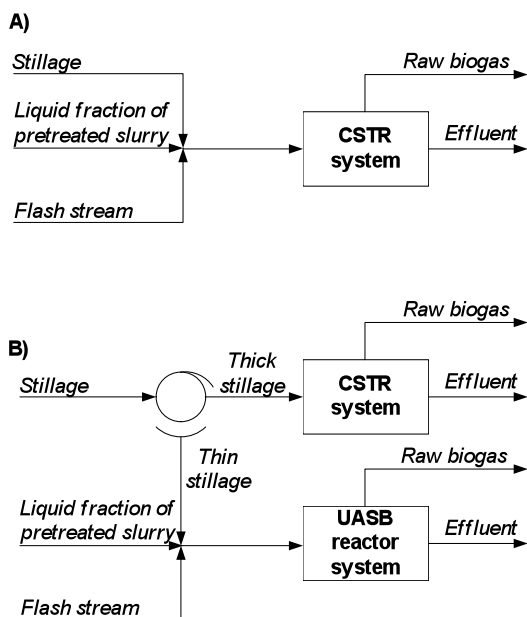 A)
Stillage
Raw biogas
Liquid fraction of
pretreated slurry
CSTR
system
Effluent
Flash stream
B)
Raw biogas
Stillage
Thick
stillage
CSTR
system
Effluent
Thin
stillage
Raw biogas
Liquid fraction of
pretreated slurry
UASB
reactor
system
Effluent
Flash stream